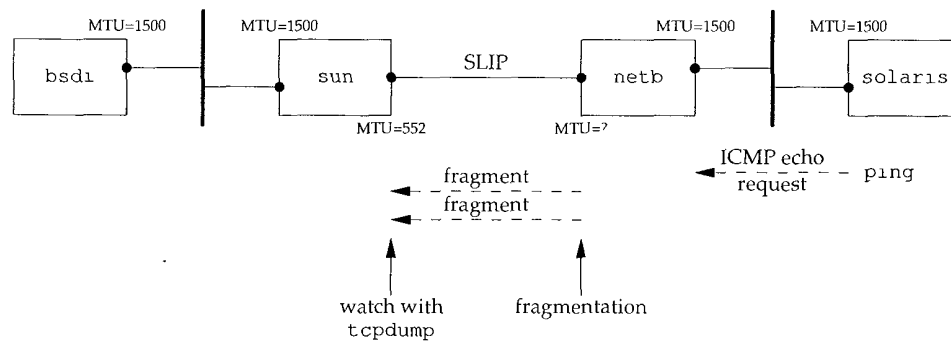 MTU=1500 MTU=1500 MTU=1500 MTU=1500
bsdi sun SLIP netb solaris
MTU=552 MTU=?
ICMP echo
request
ping
fragment
fragment
watch with
tcpdump
fragmentation